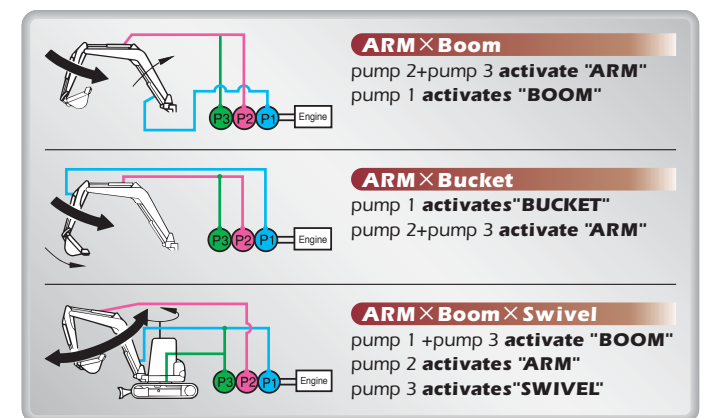 ARM×Boom
pump 2+pump 3 activate "ARM"
pump 1 activates "BOOM"
P3 P2 P1 Engine
ARM×Bucket
pump 1 activates"BUCKET"
pump 2+pump 3 activate "ARM"
P3 P2 P1 Engine
ARM×Boom×Swivel
pump 1 +pump 3 activate "BOOM"
pump 2 activates "ARM"
pump 3 activates"SWIVEL"
P3 P2 P1 Engine